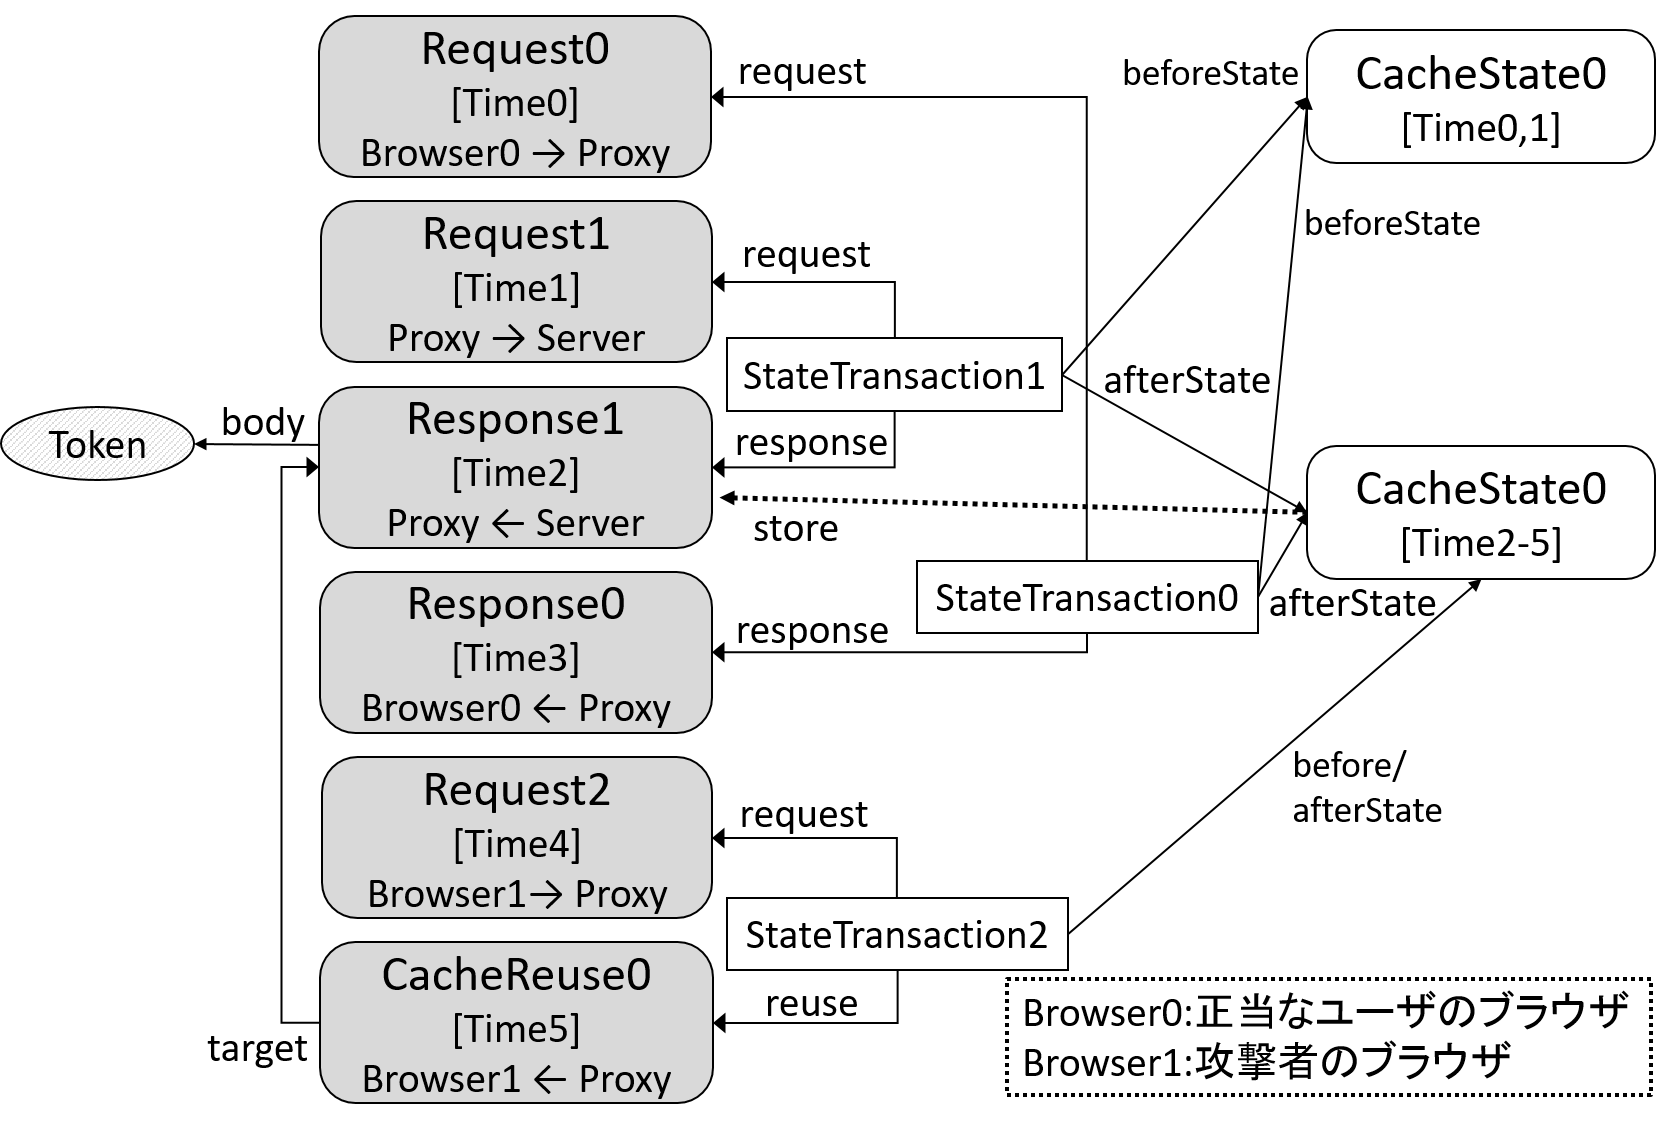 Request0
[Time0]
Browser0 → Proxy
request
beforeState
CacheState0
[Time0,1]
Request1
[Time1]
Proxy → Server
request
beforeState
StateTransaction1
afterState
Token
body
Response1
[Time2]
Proxy ← Server
response
store
CacheState0
[Time2-5]
Response0
[Time3]
Browser0 ← Proxy
response
StateTransaction0
afterState
Request2
[Time4]
Browser1→ Proxy
request
before/
afterState
StateTransaction2
CacheReuse0
[Time5]
Browser1 ← Proxy
reuse
target
Browser0:正当なユーザのブラウザ
Browser1:攻撃者のブラウザ